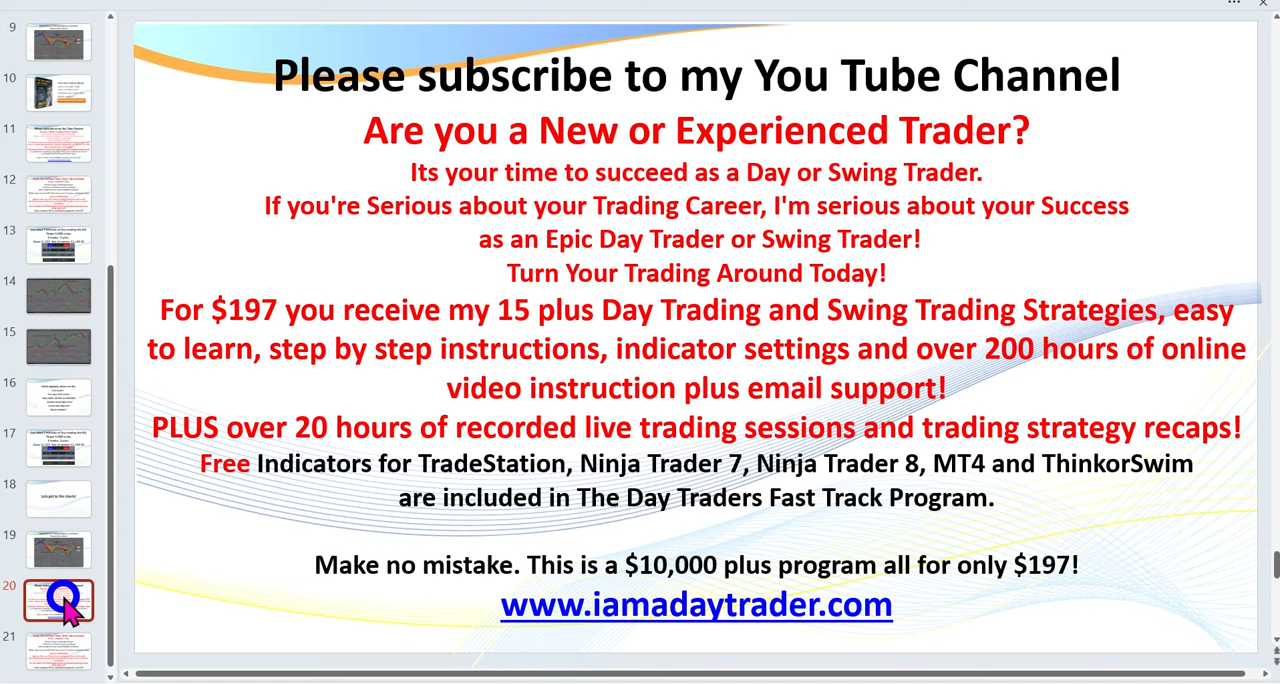 Please subscribe to my You Tube Channel
Are you a New or Experienced Trader?
Its your time to succeed as a Day or Swing Trader.
If you're Serious about your Trading Career, I'm serious about your Success
as an Epic Day Trader or Swing Trader!
Turn Your Trading Around Today!
For $197 you receive my 15 plus Day Trading and Swing Trading Strategies, easy
to learn, step by step instructions, indicator settings and over 200 hours of online
video instruction plus email support!
PLUS over 20 hours of recorded live trading sessions and trading strategy recaps!
Free Indicators for TradeStation, Ninja Trader 7, Ninja Trader 8, MT4 and ThinkorSwim
are included in The Day Traders Fast Track Program.
Make no mistake. This is a $10,000 plus program all for only $197!
www.iamadaytrader.com
9
10
11
12
13
14
15
16
17
18
Lets get to the charts!
19
20
21